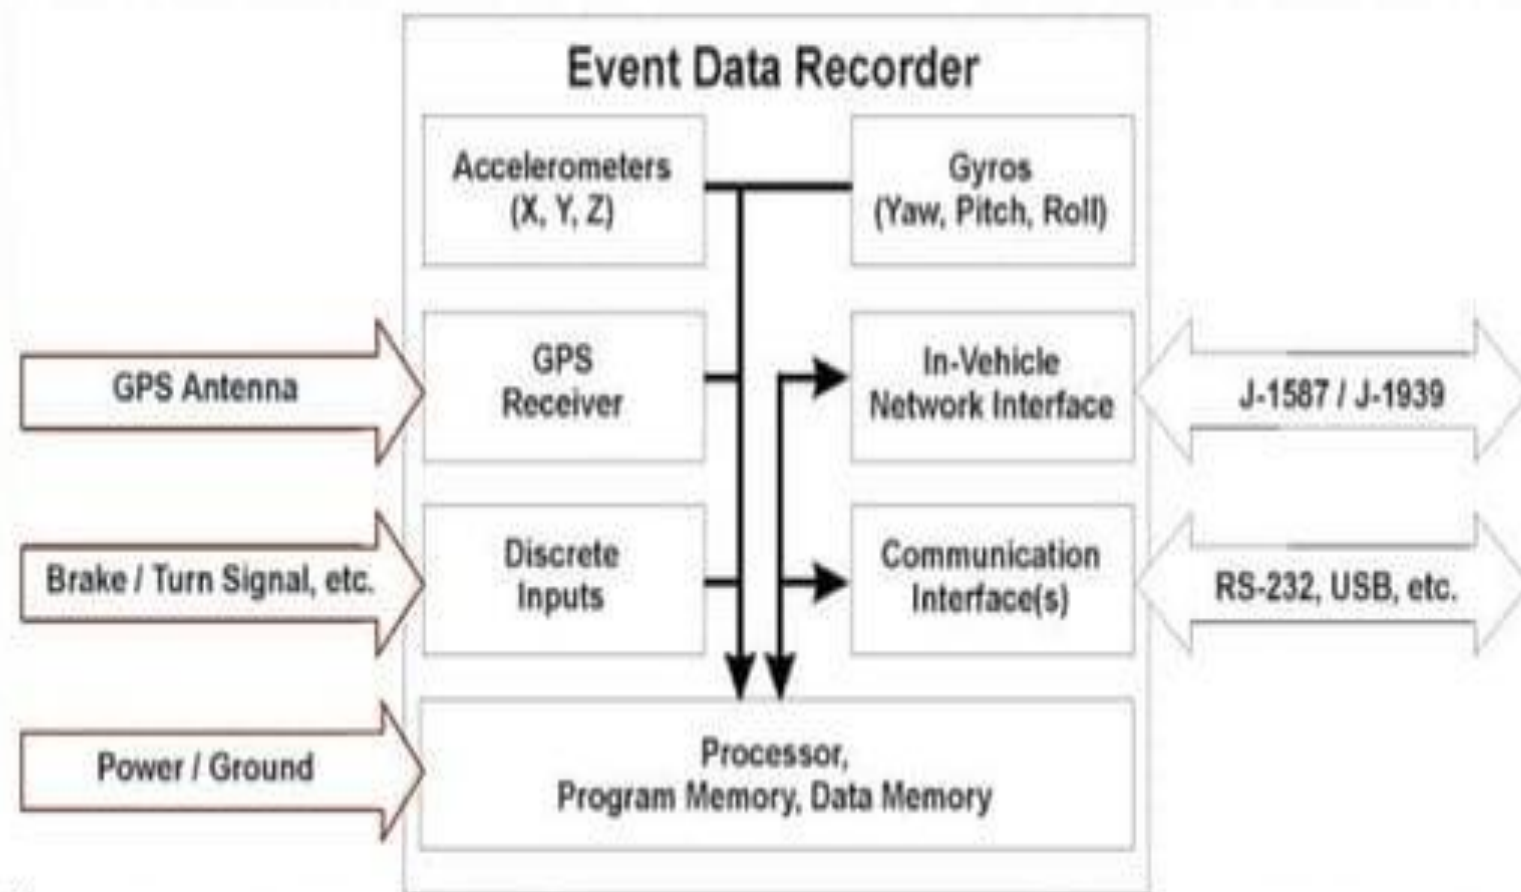 Event Data Recorder
Accelerometers
(X, Y, Z)
Gyros
(Yaw, Pitch, Roll)
GPS Antenna
GPS
Receiver
In-Vehicle
Network Interface
J-1587 / J-1939
Brake / Turn Signal, etc.
Discrete
Inputs
Communication
Interface(s)
RS-232, USB, etc.
Power / Ground
Processor,
Program Memory, Data Memory